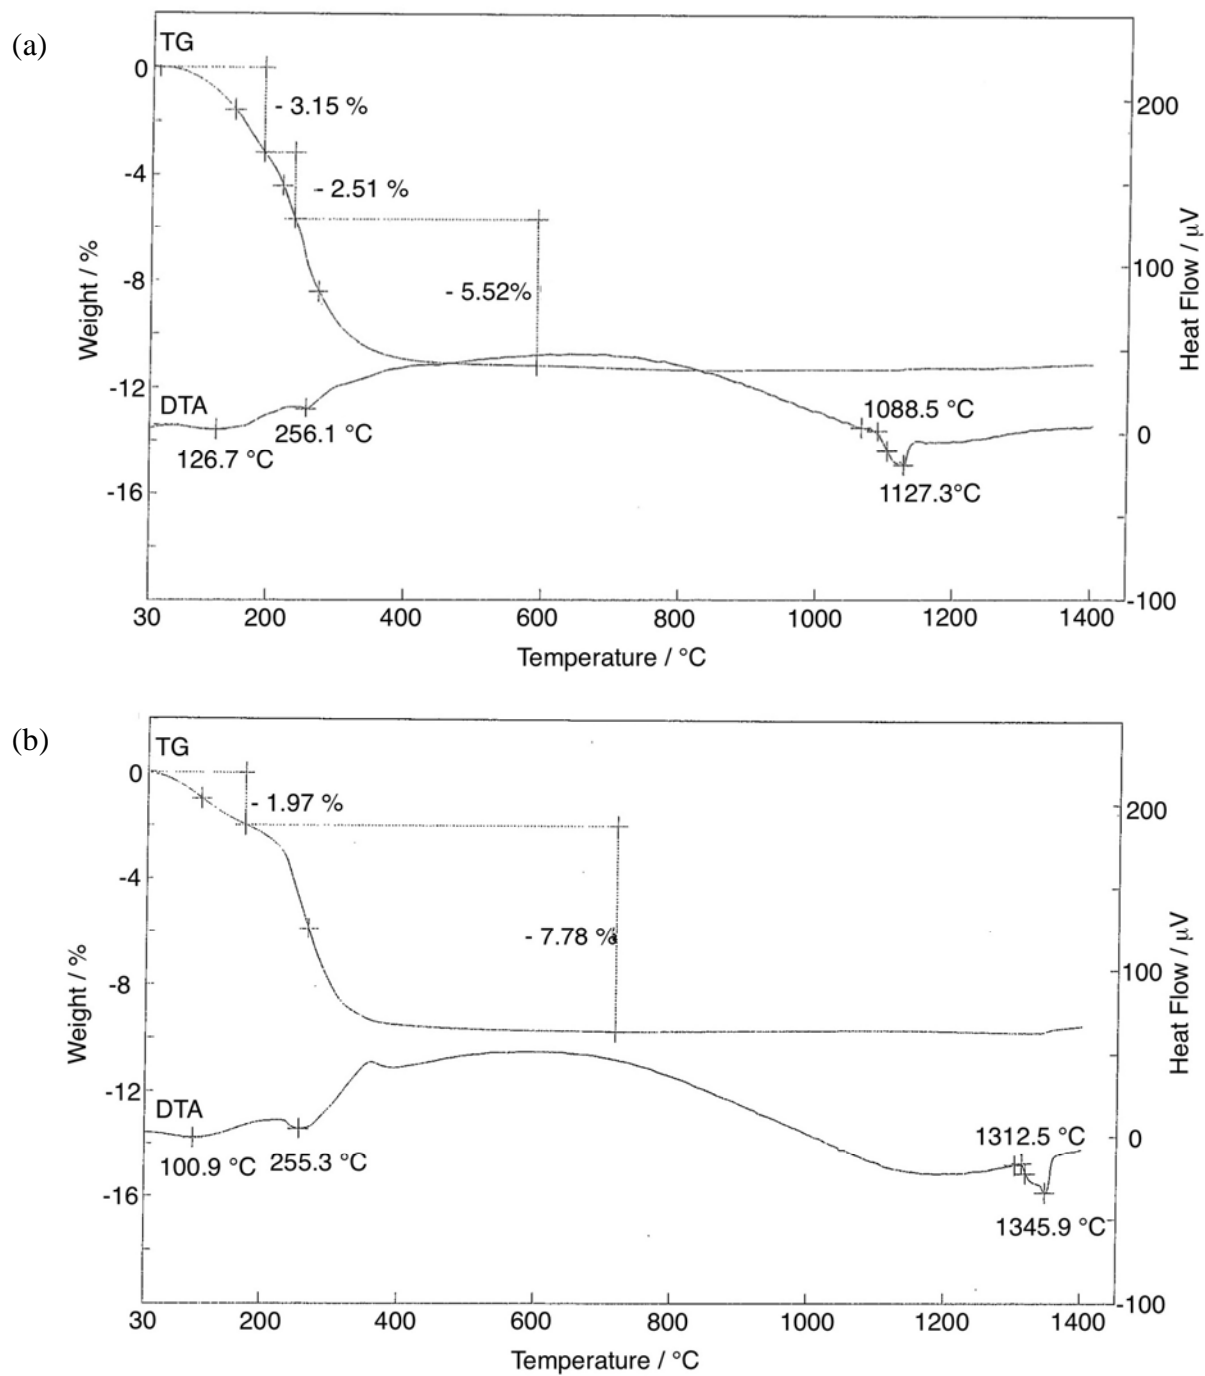 (a)
TG
0
- 3.15 %
200
-4
- 2.51 %
Weight / %
-8
- 5.52%
100
Heat Flow / µV
-12
DTA
256.1 °C
126.7 °C
1088.5 °C
0
-16
1127.3°C
-100
30 200 400 600 800 1000 1200 1400
Temperature / °C
(b)
TG
0
- 1.97 %
200
-4
- 7.78 %
Weight / %
-8
100
Heat Flow / µV
-12
DTA
100.9 °C 255.3 °C
1312.5 °C
0
-16
1345.9 °C
-100
30 200 400 600 800 1000 1200 1400
Temperature / °C